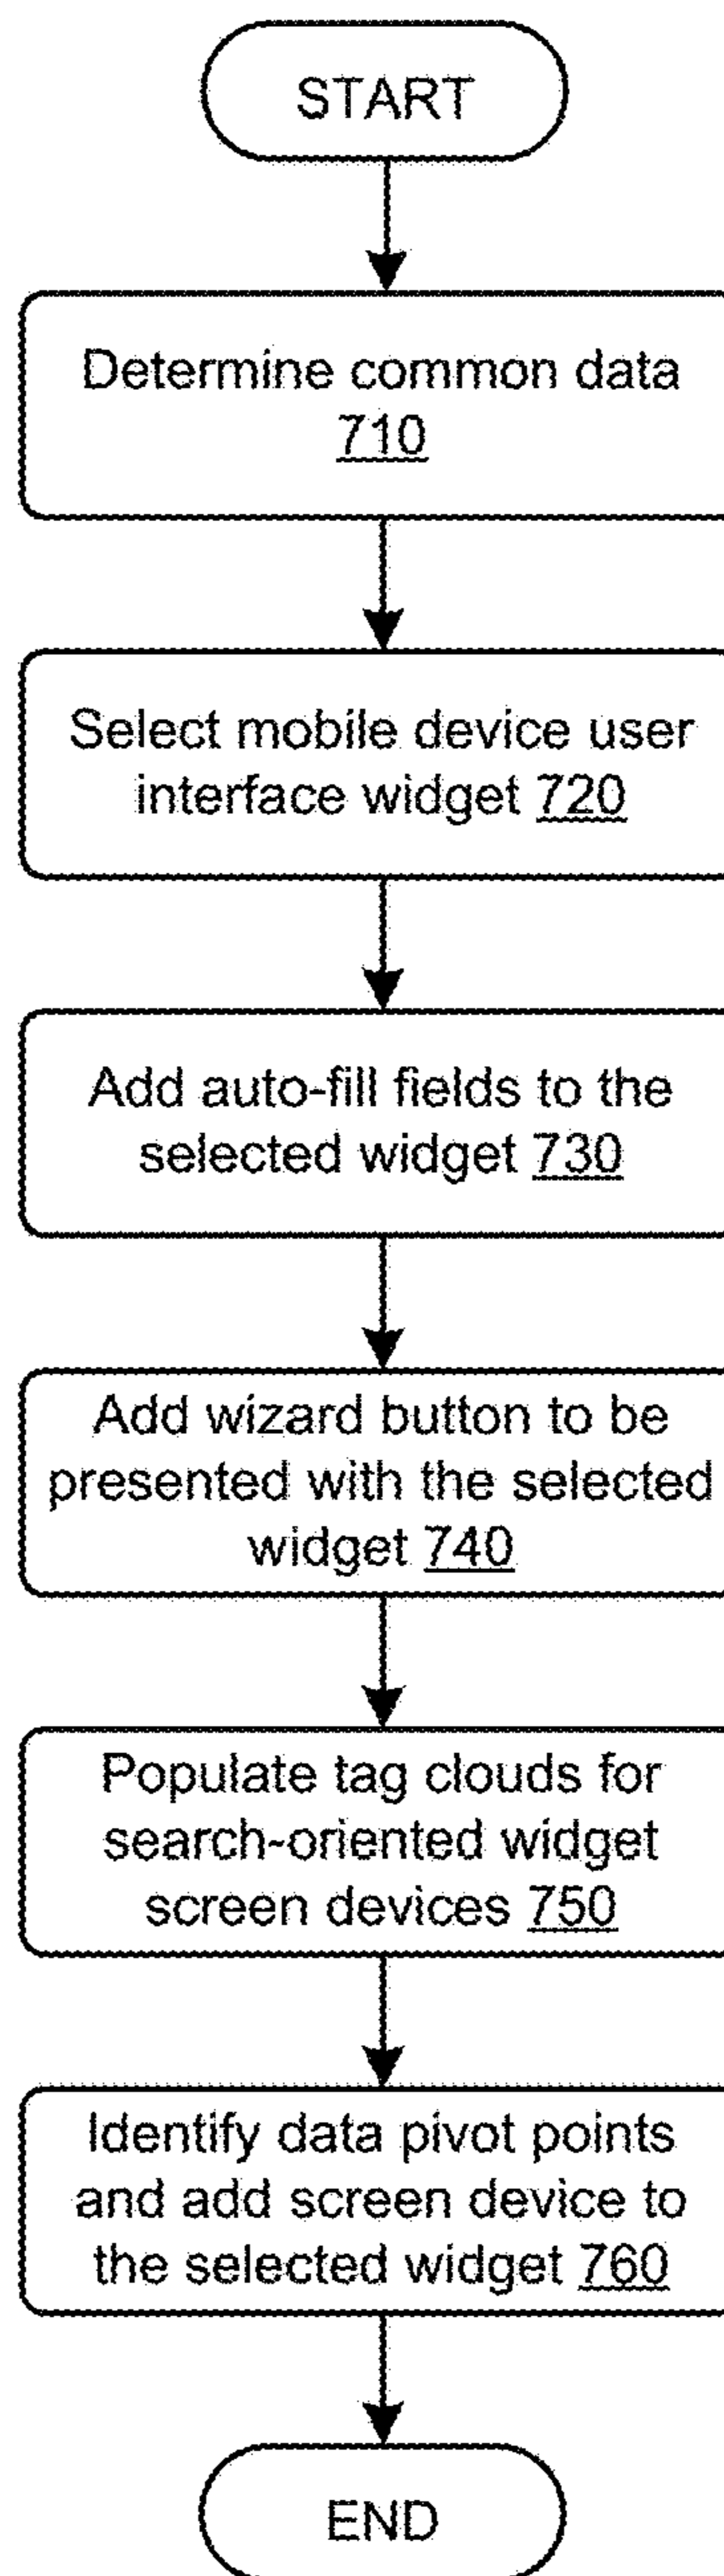 START
Determine common data
710
Select mobile device user
interface widget 720
Add auto-fill fields to the
selected widget 730
Add wizard button to be
presented with the selected
widget 740
Populate tag clouds for
search-oriented widget
screen devices 750
Identify data pivot points
and add screen device to
the selected widget 760
END